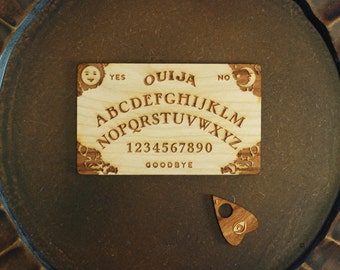 YES OUIJA NO
ABCDEFGHIJKLM
NOPQRSTUVWXYZ
1234567890
GOODBYE